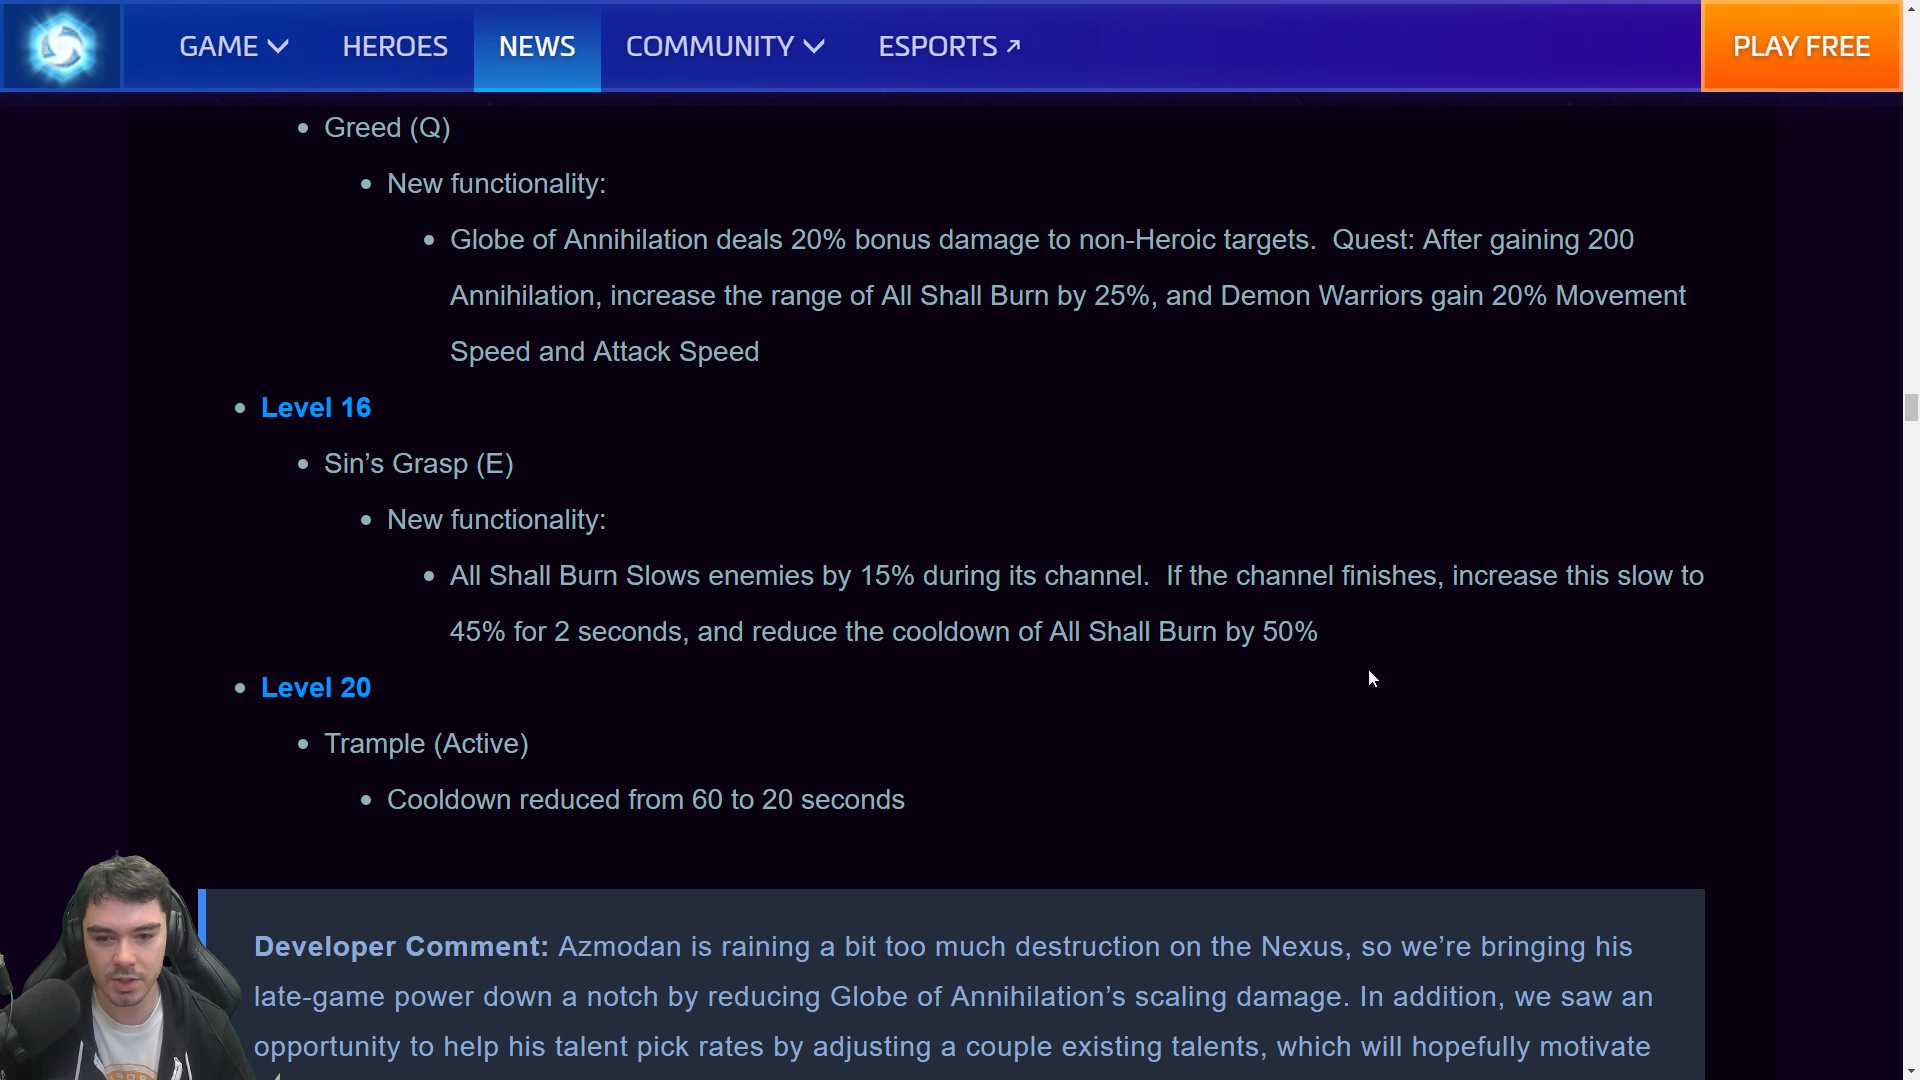 GAME HEROES NEWS COMMUNITY ESPORTS PLAY FREE
Greed (Q)
New functionality:
Globe of Annihilation deals 20% bonus damage to non-Heroic targets.  Quest: After gaining 200
Annihilation, increase the range of All Shall Burn by 25%, and Demon Warriors gain 20% Movement
Speed and Attack Speed
Level 16
Sin’s Grasp (E)
New functionality:
All Shall Burn Slows enemies by 15% during its channel.  If the channel finishes, increase this slow to
45% for 2 seconds, and reduce the cooldown of All Shall Burn by 50%
Level 20
Trample (Active)
Cooldown reduced from 60 to 20 seconds
Developer Comment: Azmodan is raining a bit too much destruction on the Nexus, so we’re bringing his
late-game power down a notch by reducing Globe of Annihilation’s scaling damage. In addition, we saw an
opportunity to help his talent pick rates by adjusting a couple existing talents, which will hopefully motivate